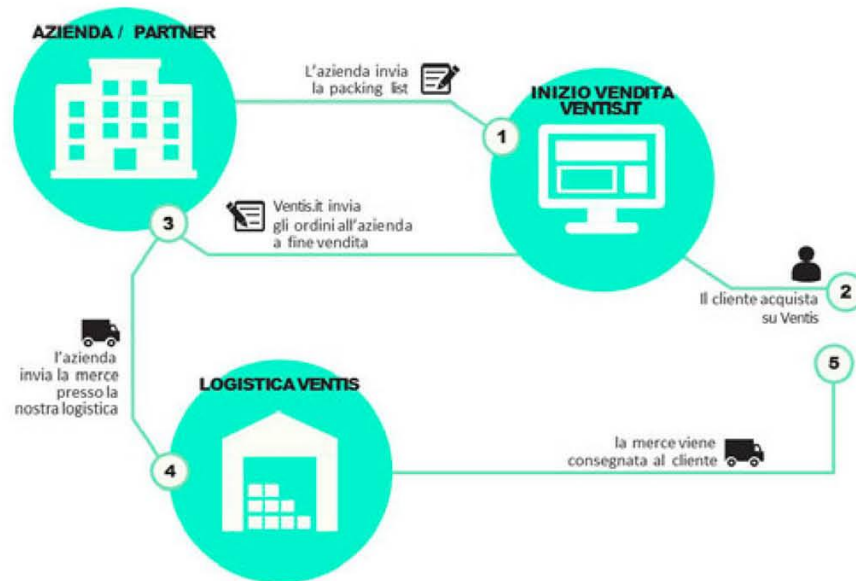 AZIENDA / PARTNER
L'azienda invia
la packing list
INIZIO VENDITA
VENTIS.IT
1
3
Ventis.it invia
gli ordini all'azienda
a fine vendita
2
Il cliente acquista
su Ventis
l'azienda
invia la merce
presso la
nostra logistica
LOGISTICA VENTIS
5
4
la merce viene
consegnata al cliente